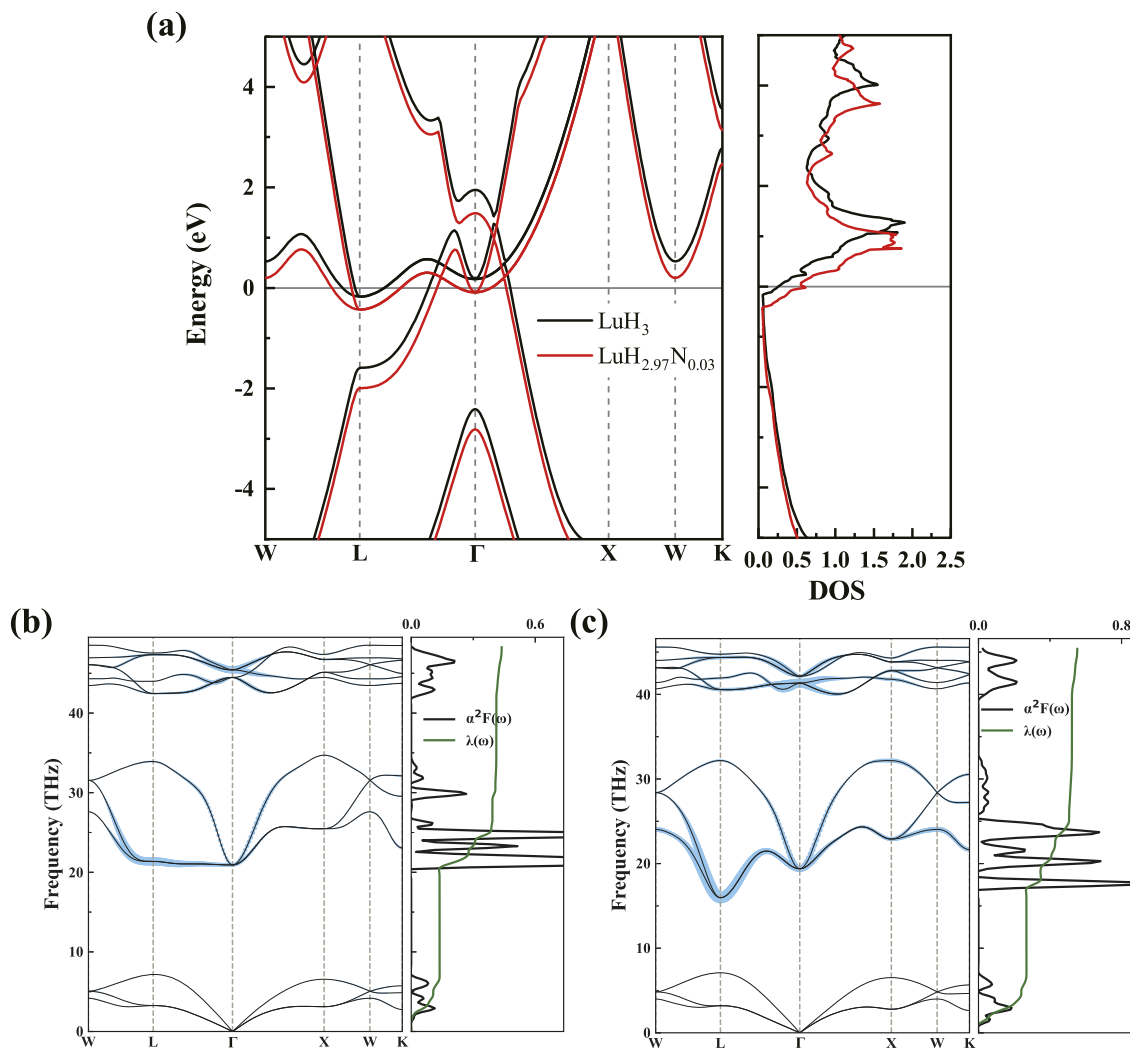 (a)
Energy (eV)
4
2
0
-2
-4
LuH3
LuH2.97N0.03
W L Γ X W K
0.0 0.5 1.0 1.5 2.0 2.5
DOS
(b)
0.0 0.6
Frequency (THz)
40
30
20
10
0
α²F(ω)
λ(ω)
W L Γ X W K
(c)
0.0 0.8
Frequency (THz)
40
30
20
10
0
α²F(ω)
λ(ω)
W L Γ X W K